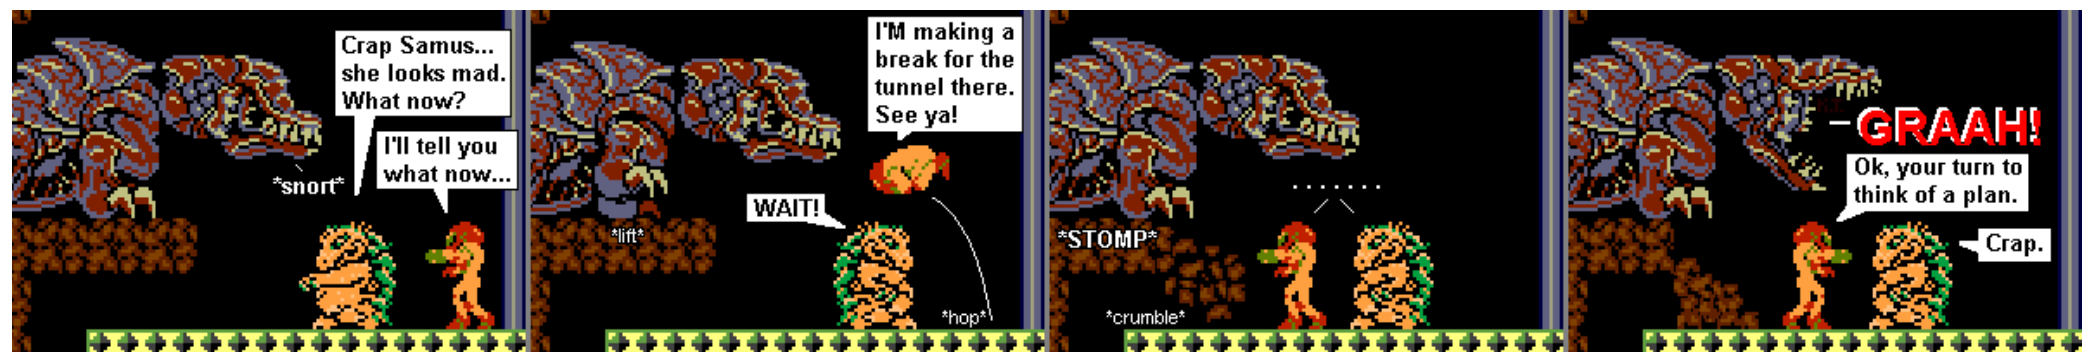 Crap Samus...
she looks mad.
What now?
I'll tell you
what now...
*snort*
I'M making a
break for the
tunnel there.
See ya!
WAIT!
*lift*
*hop*
.......
*STOMP*
*crumble*
GRAAH!
Ok, your turn to
think of a plan.
Crap.